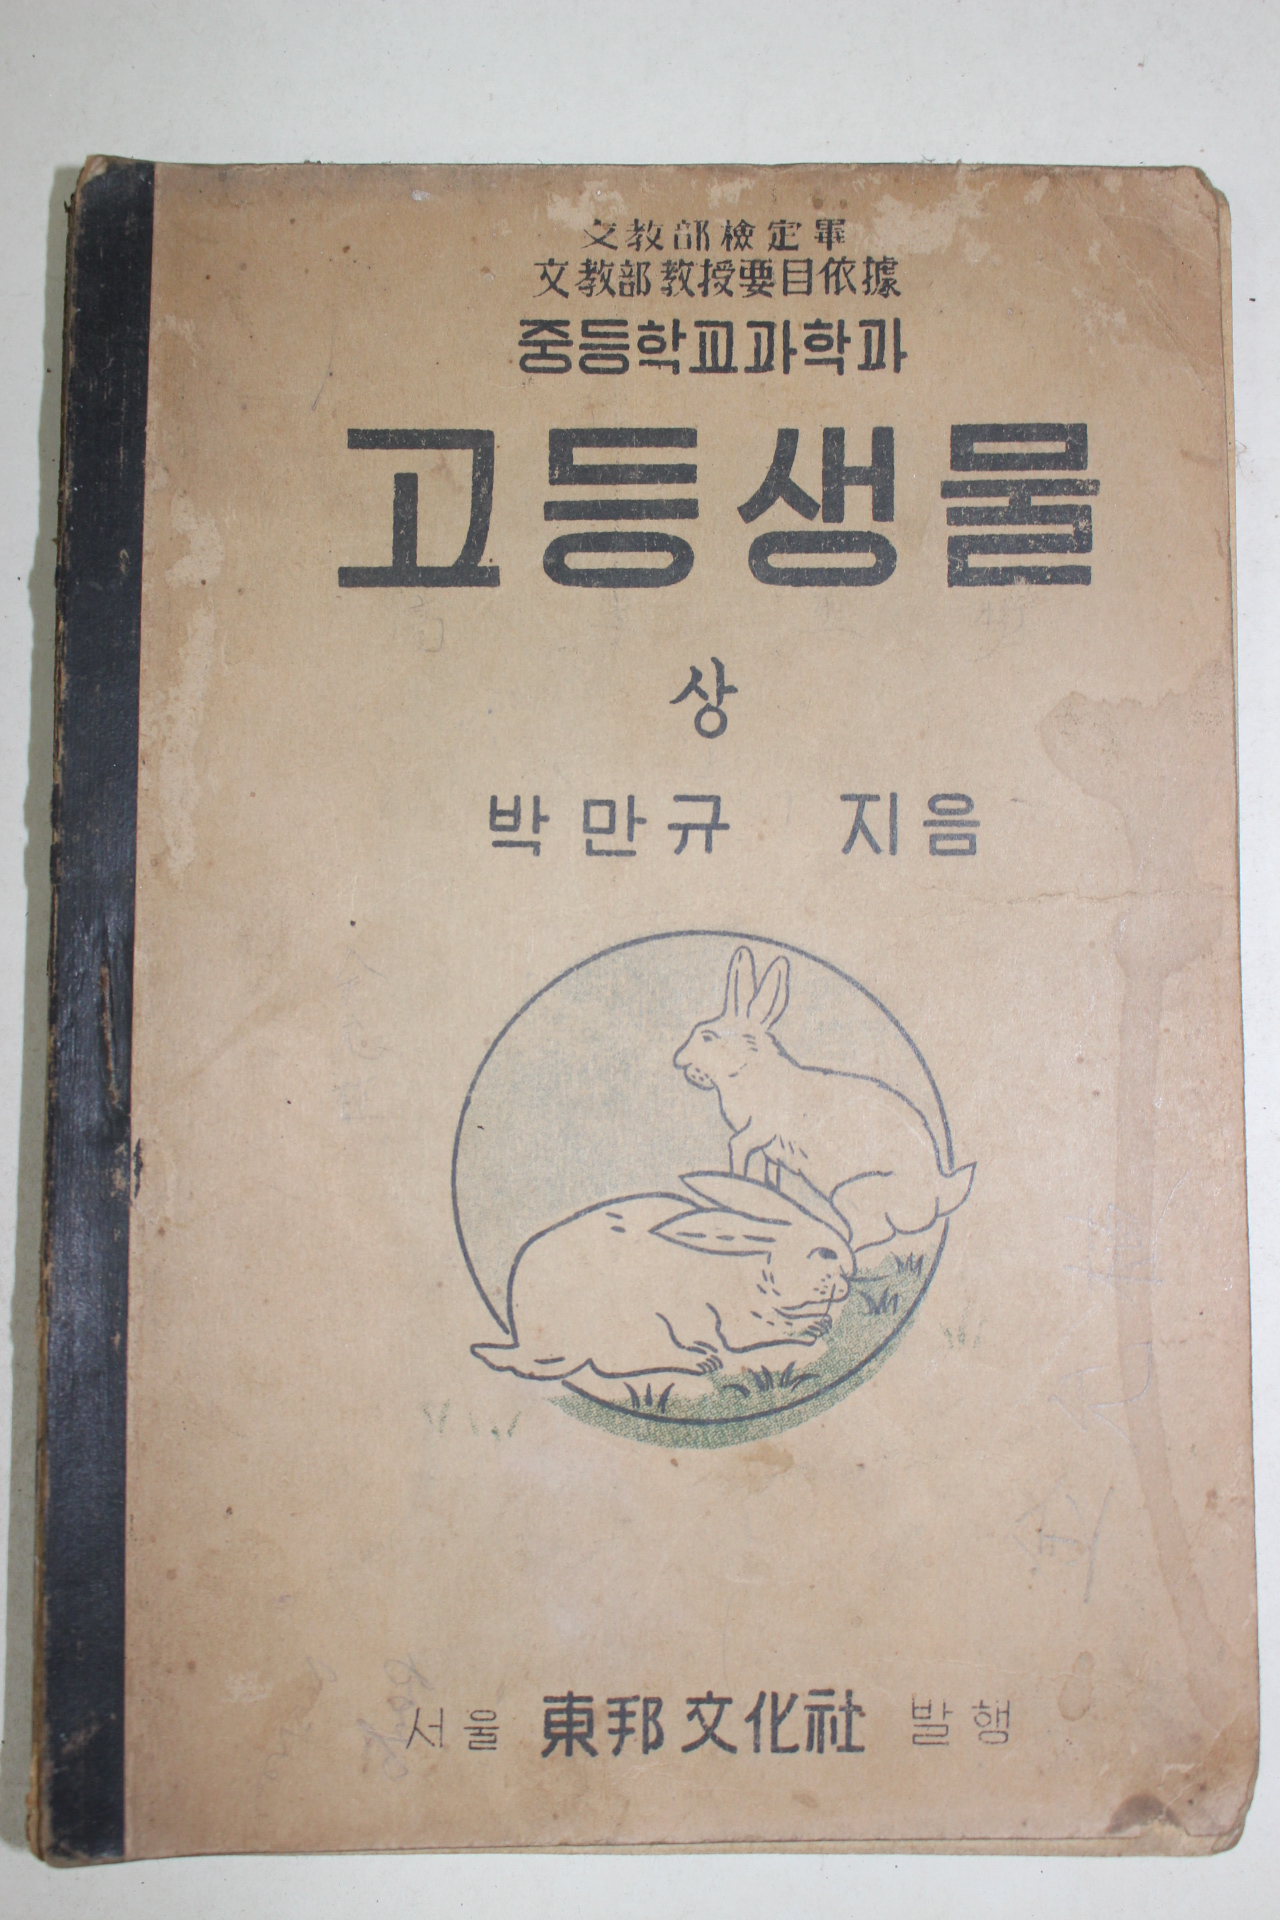 文教部檢定畢
文教部教授要目依據
중등학교과학과
고등생물
상
박만규 지음
서울 東邦文化社 발행